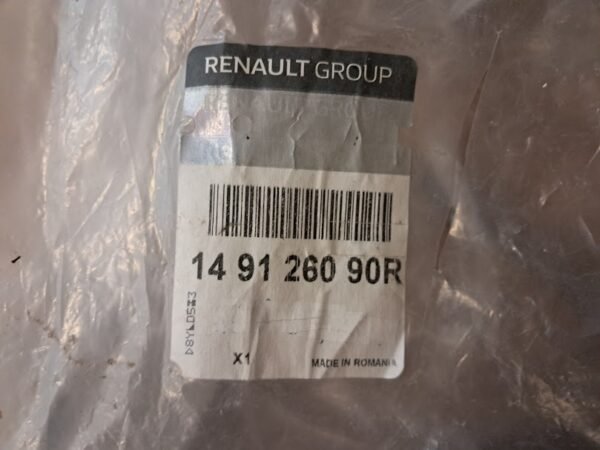 RENAULT GROUP
14 91 260 90R
X1
MADE IN ROMANIA